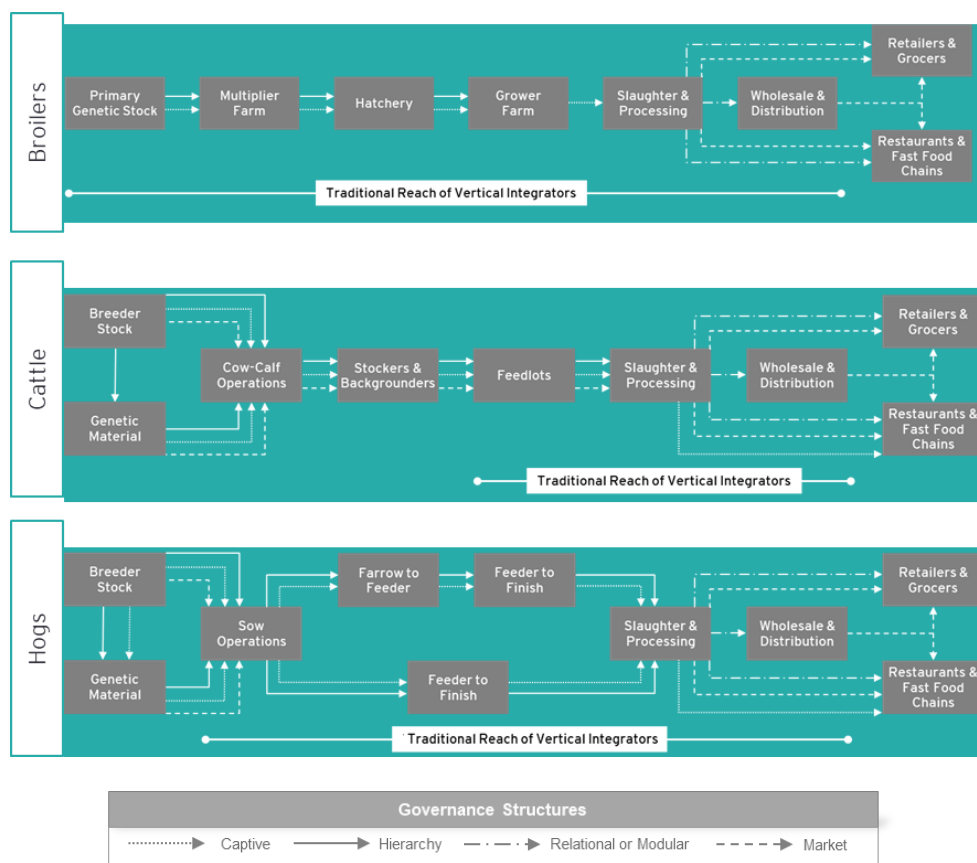 Broilers
Primary
Genetic Stock
Multiplier
Farm
Hatchery
Grower
Farm
Slaughter &
Processing
Wholesale &
Distribution
Retailers &
Grocers
Restaurants &
Fast Food
Chains
Traditional Reach of Vertical Integrators
Cattle
Breeder
Stock
Genetic
Material
Cow-Calf
Operations
Stockers &
Backgrounders
Feedlots
Slaughter &
Processing
Wholesale &
Distribution
Retailers &
Grocers
Restaurants &
Fast Food
Chains
Traditional Reach of Vertical Integrators
Hogs
Breeder
Stock
Genetic
Material
Sow
Operations
Farrow to
Feeder
Feeder to
Finish
Feeder to
Finish
Slaughter &
Processing
Wholesale &
Distribution
Retailers &
Grocers
Restaurants &
Fast Food
Chains
Traditional Reach of Vertical Integrators
Governance Structures
Captive
Hierarchy
Relational or Modular
Market